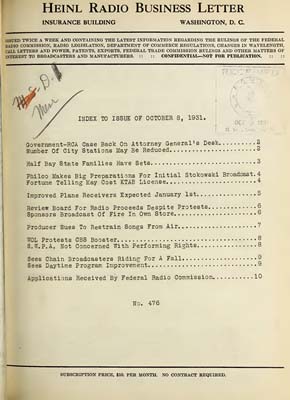 HEINL RADIO BUSINESS LETTER
INSURANCE BUILDING WASHINGTON, D. C.
ISSUED TWICE A WEEK AND CONTAINING THE LATEST INFORMATION REGARDING THE RULINGS OF THE FEDERAL
RADIO COMMISSION, RADIO LEGISLATION, DEPARTMENT OF COMMERCE REGULATIONS, CHANGES IN WAVELENGTH,
CALL LETTERS AND POWER, PATENTS, EXPORTS, FEDERAL TRADE COMMISSION RULINGS AND OTHER MATTERS OF
INTEREST TO BROADCASTERS AND MANUFACTURERS. :: :: CONFIDENTIAL—NOT FOR PUBLICATION. :: ::
INDEX TO ISSUE OF OCTOBER 8, 1931.
Government-RCA Case Back On Attorney General's Desk..........2
Number Of City Stations May Be Reduced.......................2
Half Bay State Families Have Sets............................3
Philco Makes Big Preparations For Initial Stokowski Broadcast.4
Fortune Telling May Cost KTAB License........................4
Improved Plane Receivers Expected January 1st................5
Review Board For Radio Proceeds Despite Protests.............6
Sponsors Broadcast Of Fire In Own Store......................6
Producer Sues To Restrain Songs From Air.....................7
WOL Protests CBS Booster.....................................8
B.W.P.A. Not Concerned With Performing Rights................8
Sees Chain Broadcasters Riding For A Fall....................9
Sees Daytime Program Improvement.............................9
Applications Received By Federal Radio Commission...........10
No. 476
SUBSCRIPTION PRICE, $10. PER MONTH. NO CONTRACT REQUIRED.